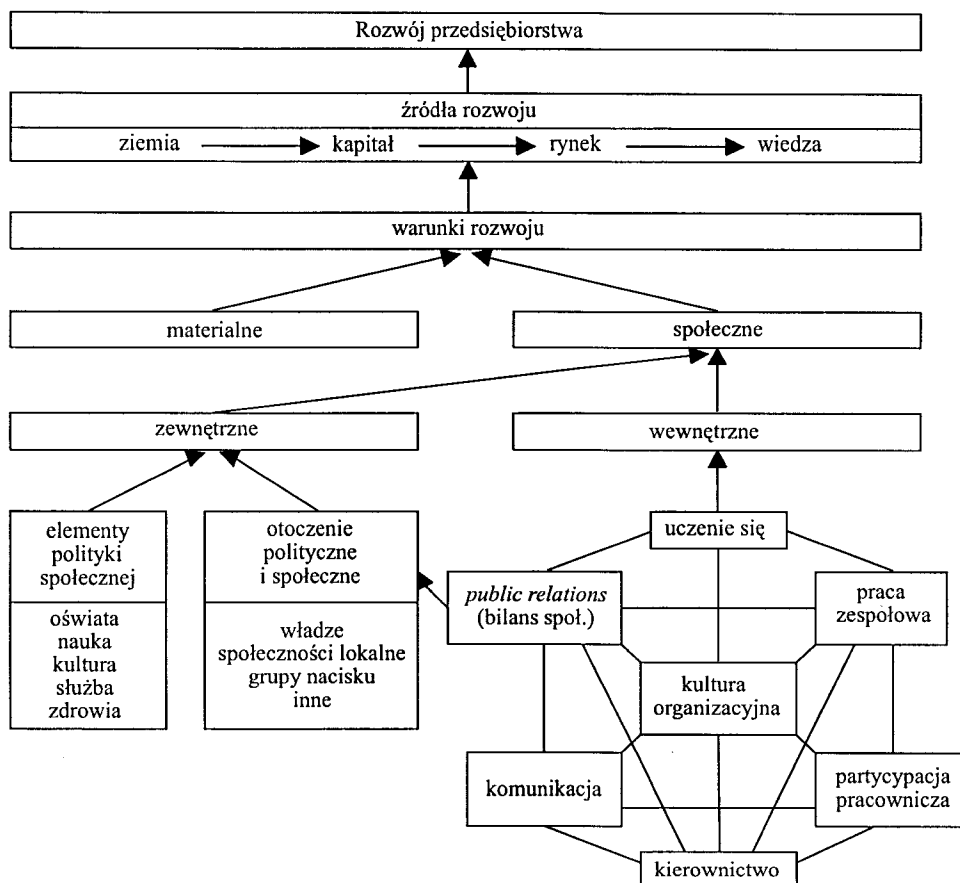 Rozwój przedsiębiorstwa
źródła rozwoju
ziemia kapitał rynek wiedza
warunki rozwoju
materialne
społeczne
zewnętrzne
wewnętrzne
elementy
polityki
społecznej
oświata
nauka
kultura
służba
zdrowia
otoczenie
polityczne
i społeczne
władze
społeczności lokalne
grupy nacisku
inne
uczenie się
public relations
(bilans społ.)
praca
zespołowa
kultura
organizacyjna
komunikacja
partycypacja
pracownicza
kierownictwo